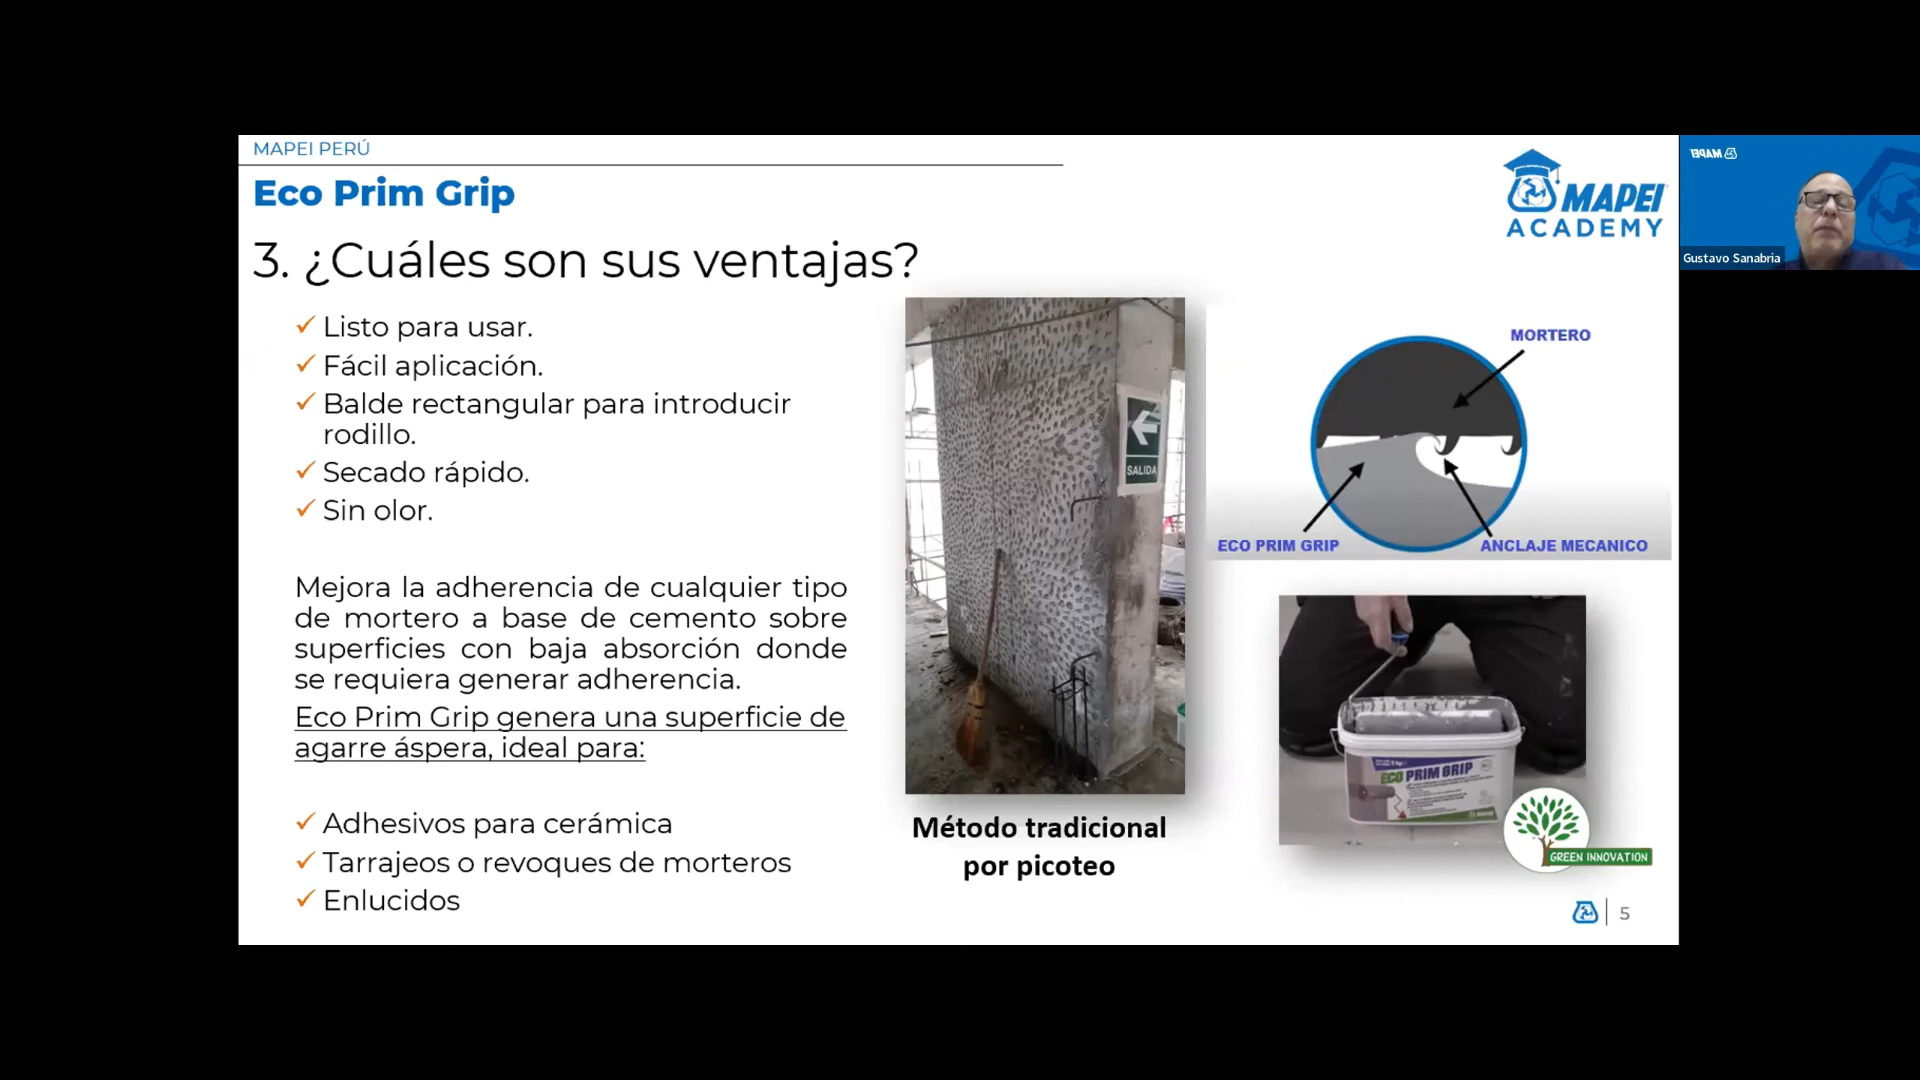 MAPEI PERÚ
Eco Prim Grip
3. ¿Cuáles son sus ventajas?
✓ Listo para usar.
✓ Fácil aplicación.
✓ Balde rectangular para introducir
rodillo.
✓ Secado rápido.
✓ Sin olor.
Mejora la adherencia de cualquier tipo
de mortero a base de cemento sobre
superficies con baja absorción donde
se requiera generar adherencia.
Eco Prim Grip genera una superficie de
agarre áspera, ideal para:
✓ Adhesivos para cerámica
✓ Tarrajeos o revoques de morteros
✓ Enlucidos
SALIDA
Método tradicional
por picoteo
MAPEI
ACADEMY
MORTERO
ECO PRIM GRIP
ANCLAJE MECANICO
ECO PRIM GRIP
GREEN INNOVATION
5
MAPEI
Gustavo Sanabria